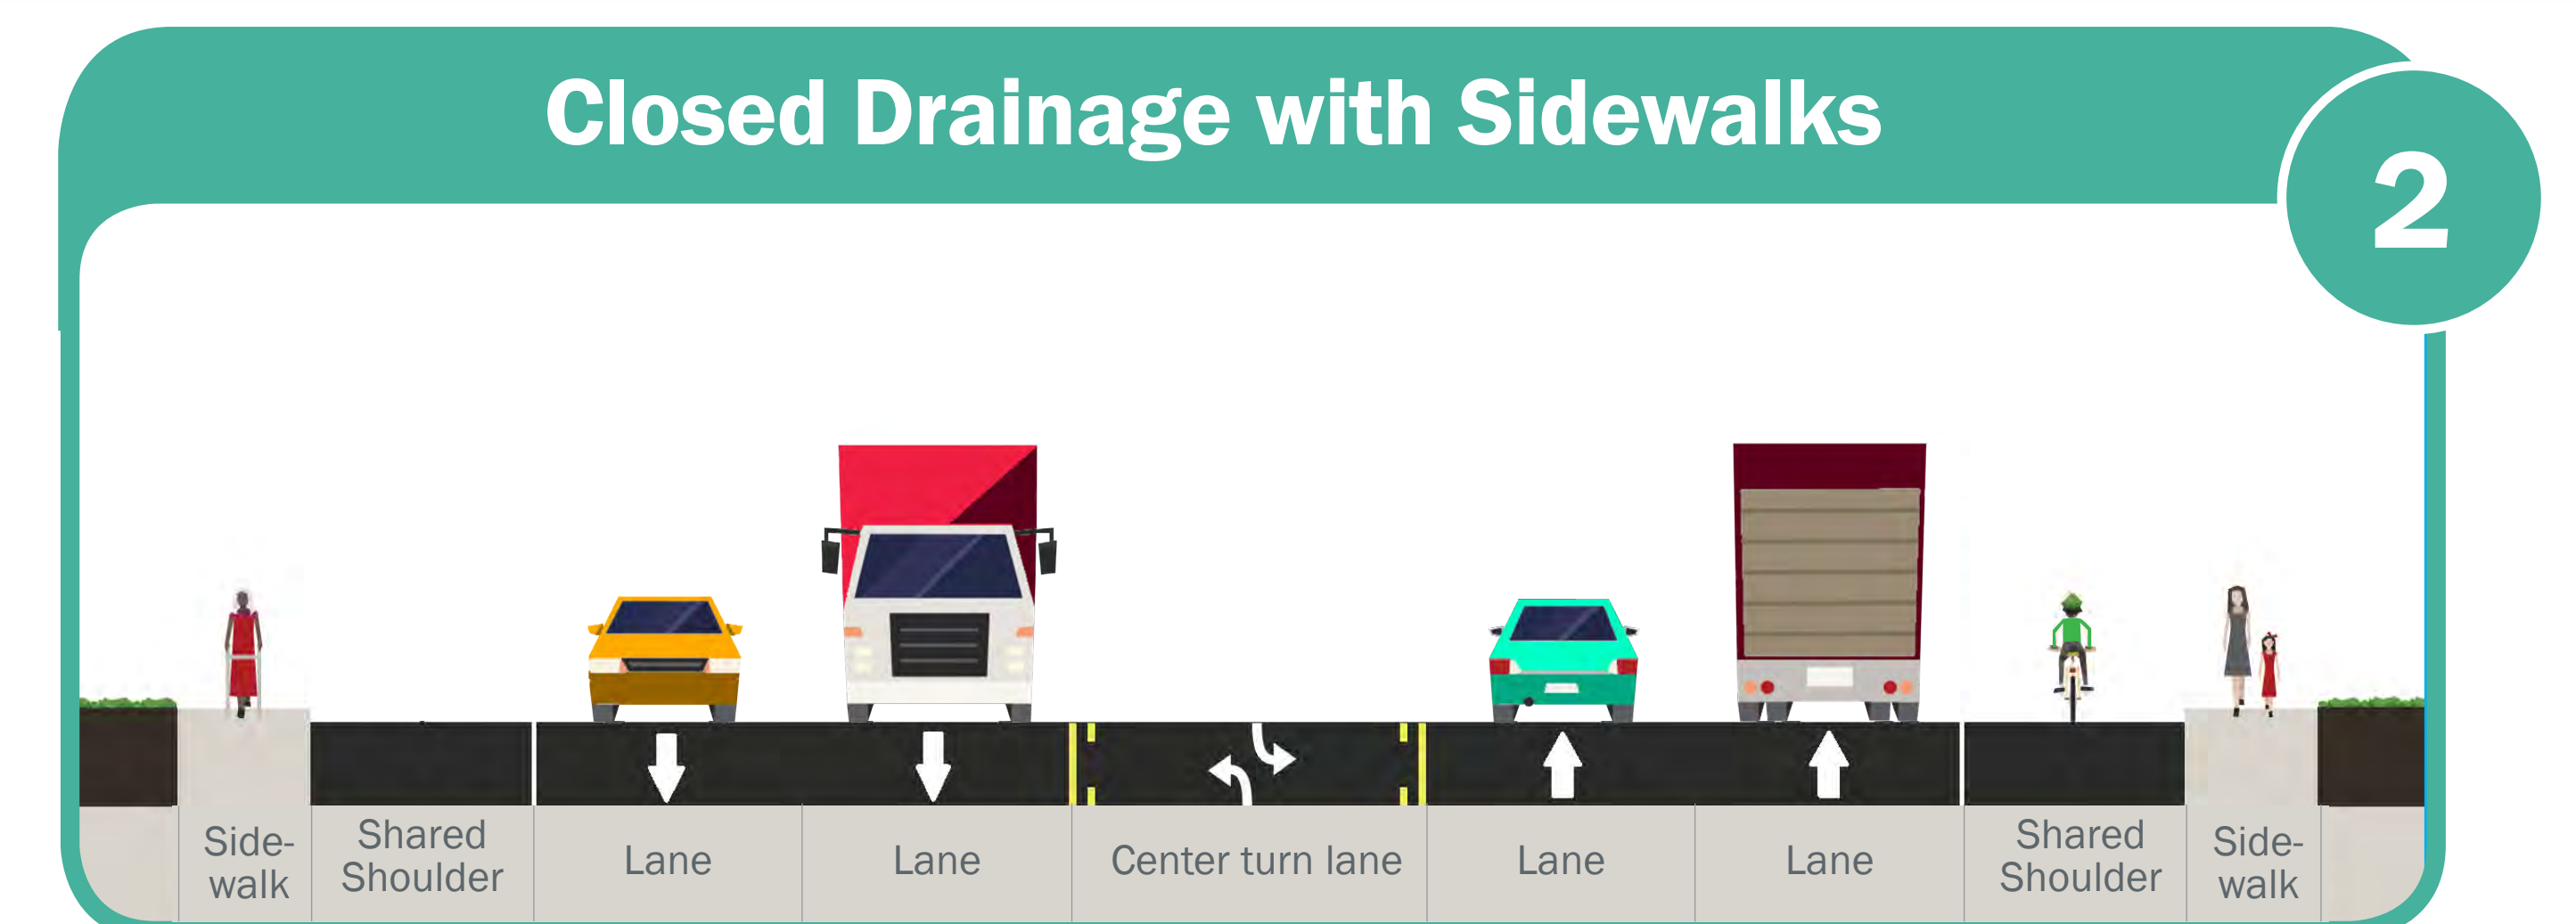 Closed Drainage with Sidewalks
2
Side-
walk
Shared
Shoulder
Lane
Lane
Center turn lane
Lane
Lane
Shared
Shoulder
Side-
walk